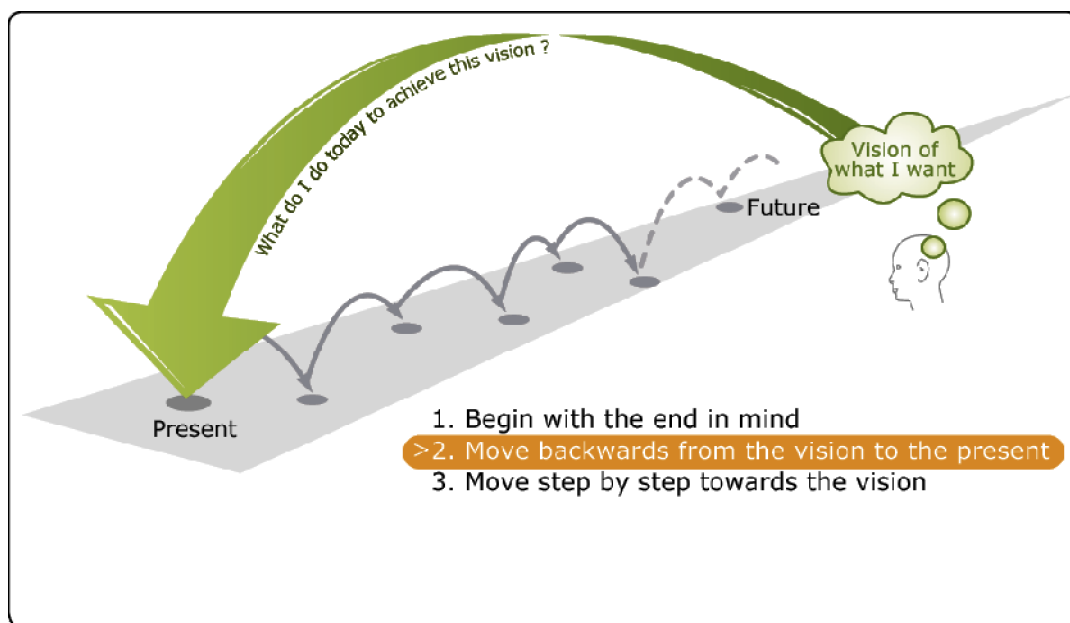 What do I do today to achieve this vision ?
Vision of
what I want
Future
Present
1. Begin with the end in mind
>2. Move backwards from the vision to the present
3. Move step by step towards the vision